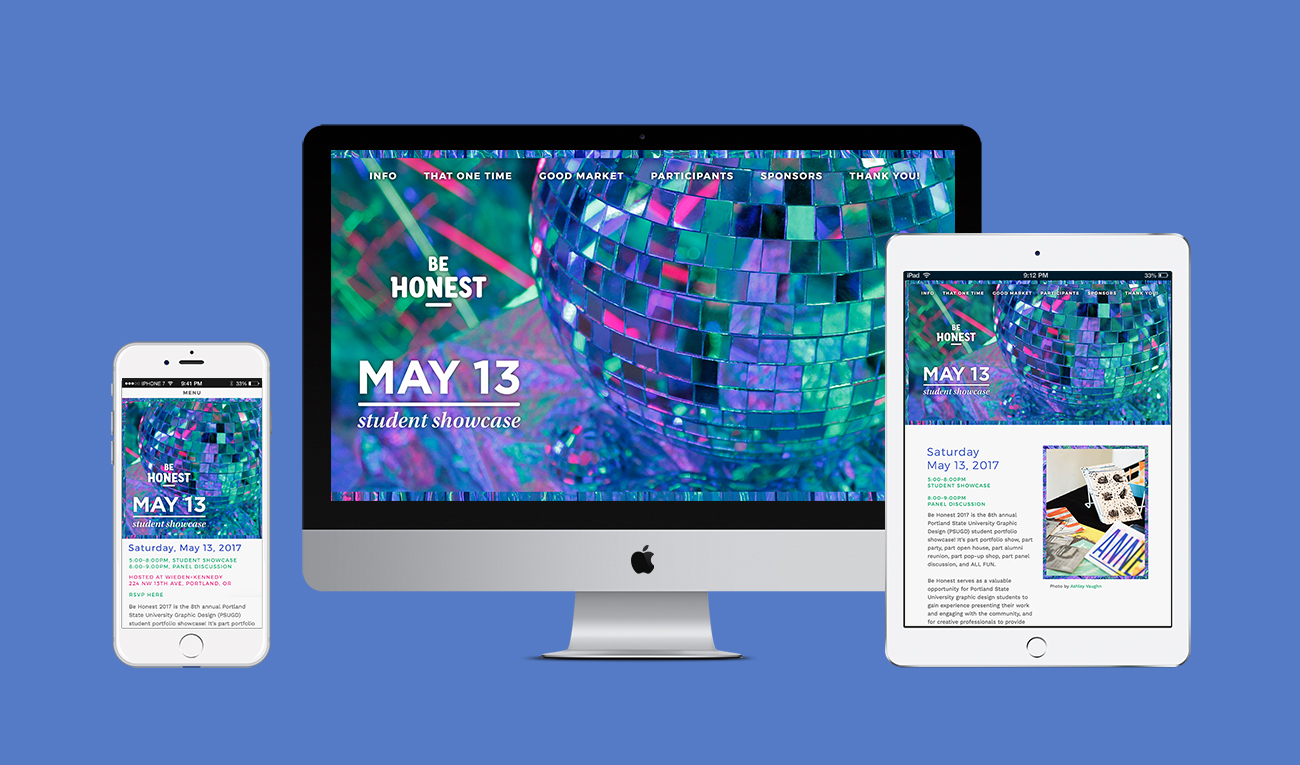 INFO THAT ONE TIME GOOD MARKET PARTICIPANTS SPONSORS THANK YOU!
BE
HONEST
MAY 13
student showcase
IPHONE 7 9:41 PM 33%
MENU
BE
HONEST
MAY 13
student showcase
Saturday, May 13, 2017
5:00-8:00PM, STUDENT SHOWCASE
8:00-9:00PM, PANEL DISCUSSION
HOSTED AT WIEDEN+KENNEDY
224 NW 13TH AVE, PORTLAND, OR
RSVP HERE
Be Honest 2017 is the 8th annual Portland
State University Graphic Design (PSUGD)
student portfolio showcase! It's part portfolio
iPad 9:12 PM 33%
INFO THAT ONE TIME GOOD MARKET PARTICIPANTS SPONSORS THANK YOU!
BE
HONEST
MAY 13
student showcase
Saturday
May 13, 2017
5:00-8:00PM
STUDENT SHOWCASE
8:00-9:00PM
PANEL DISCUSSION
Be Honest 2017 is the 8th annual
Portland State University Graphic
Design (PSUGD) student portfolio
showcase! It's part portfolio show, part
party, part open house, part alumni
reunion, part pop-up shop, part panel
discussion, and ALL FUN.
Be Honest serves as a valuable
opportunity for Portland State
University graphic design students to
gain experience presenting their work
and engaging with the community, and
for creative professionals to provide
ANNE
Photo by Ashley Vaughn